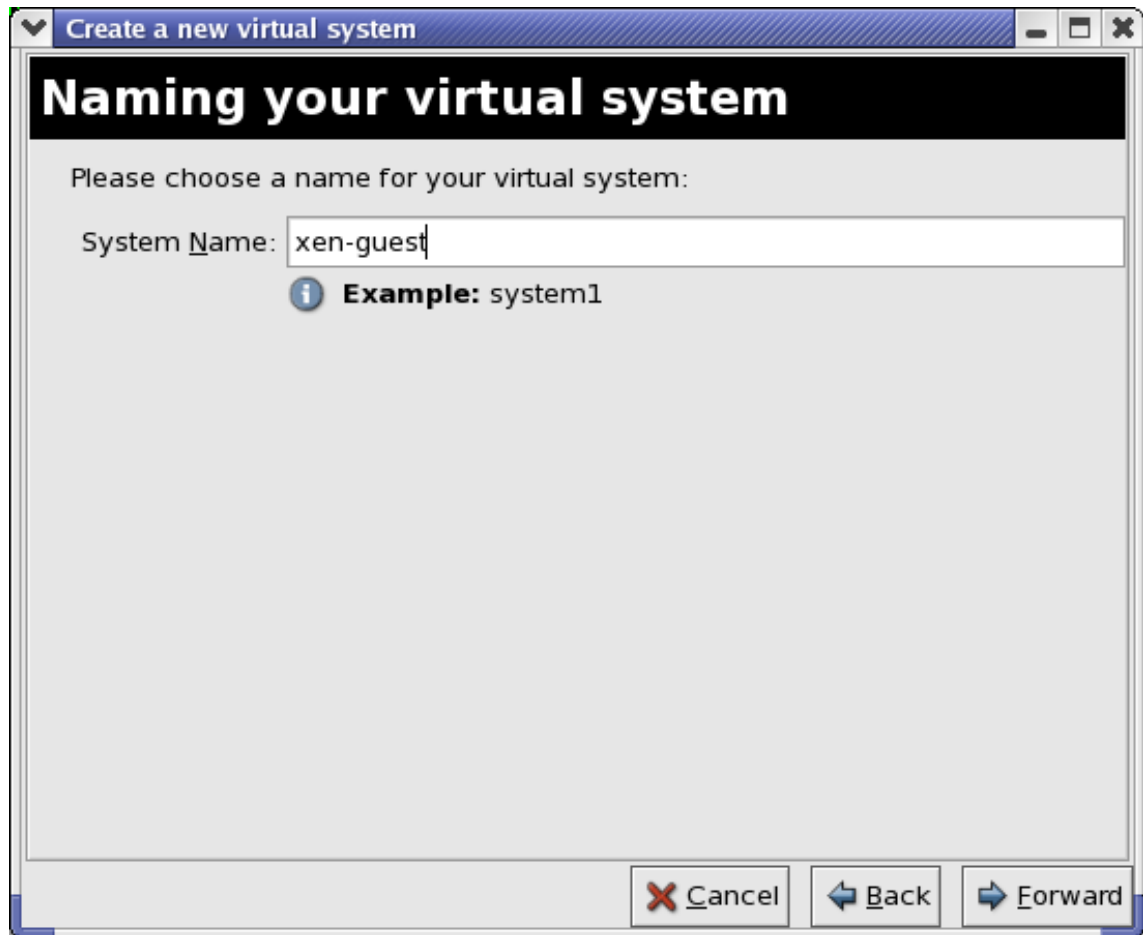 Create a new virtual system
Naming your virtual system
Please choose a name for your virtual system:
System Name: xen-guest
Example: system1
Cancel Back Forward